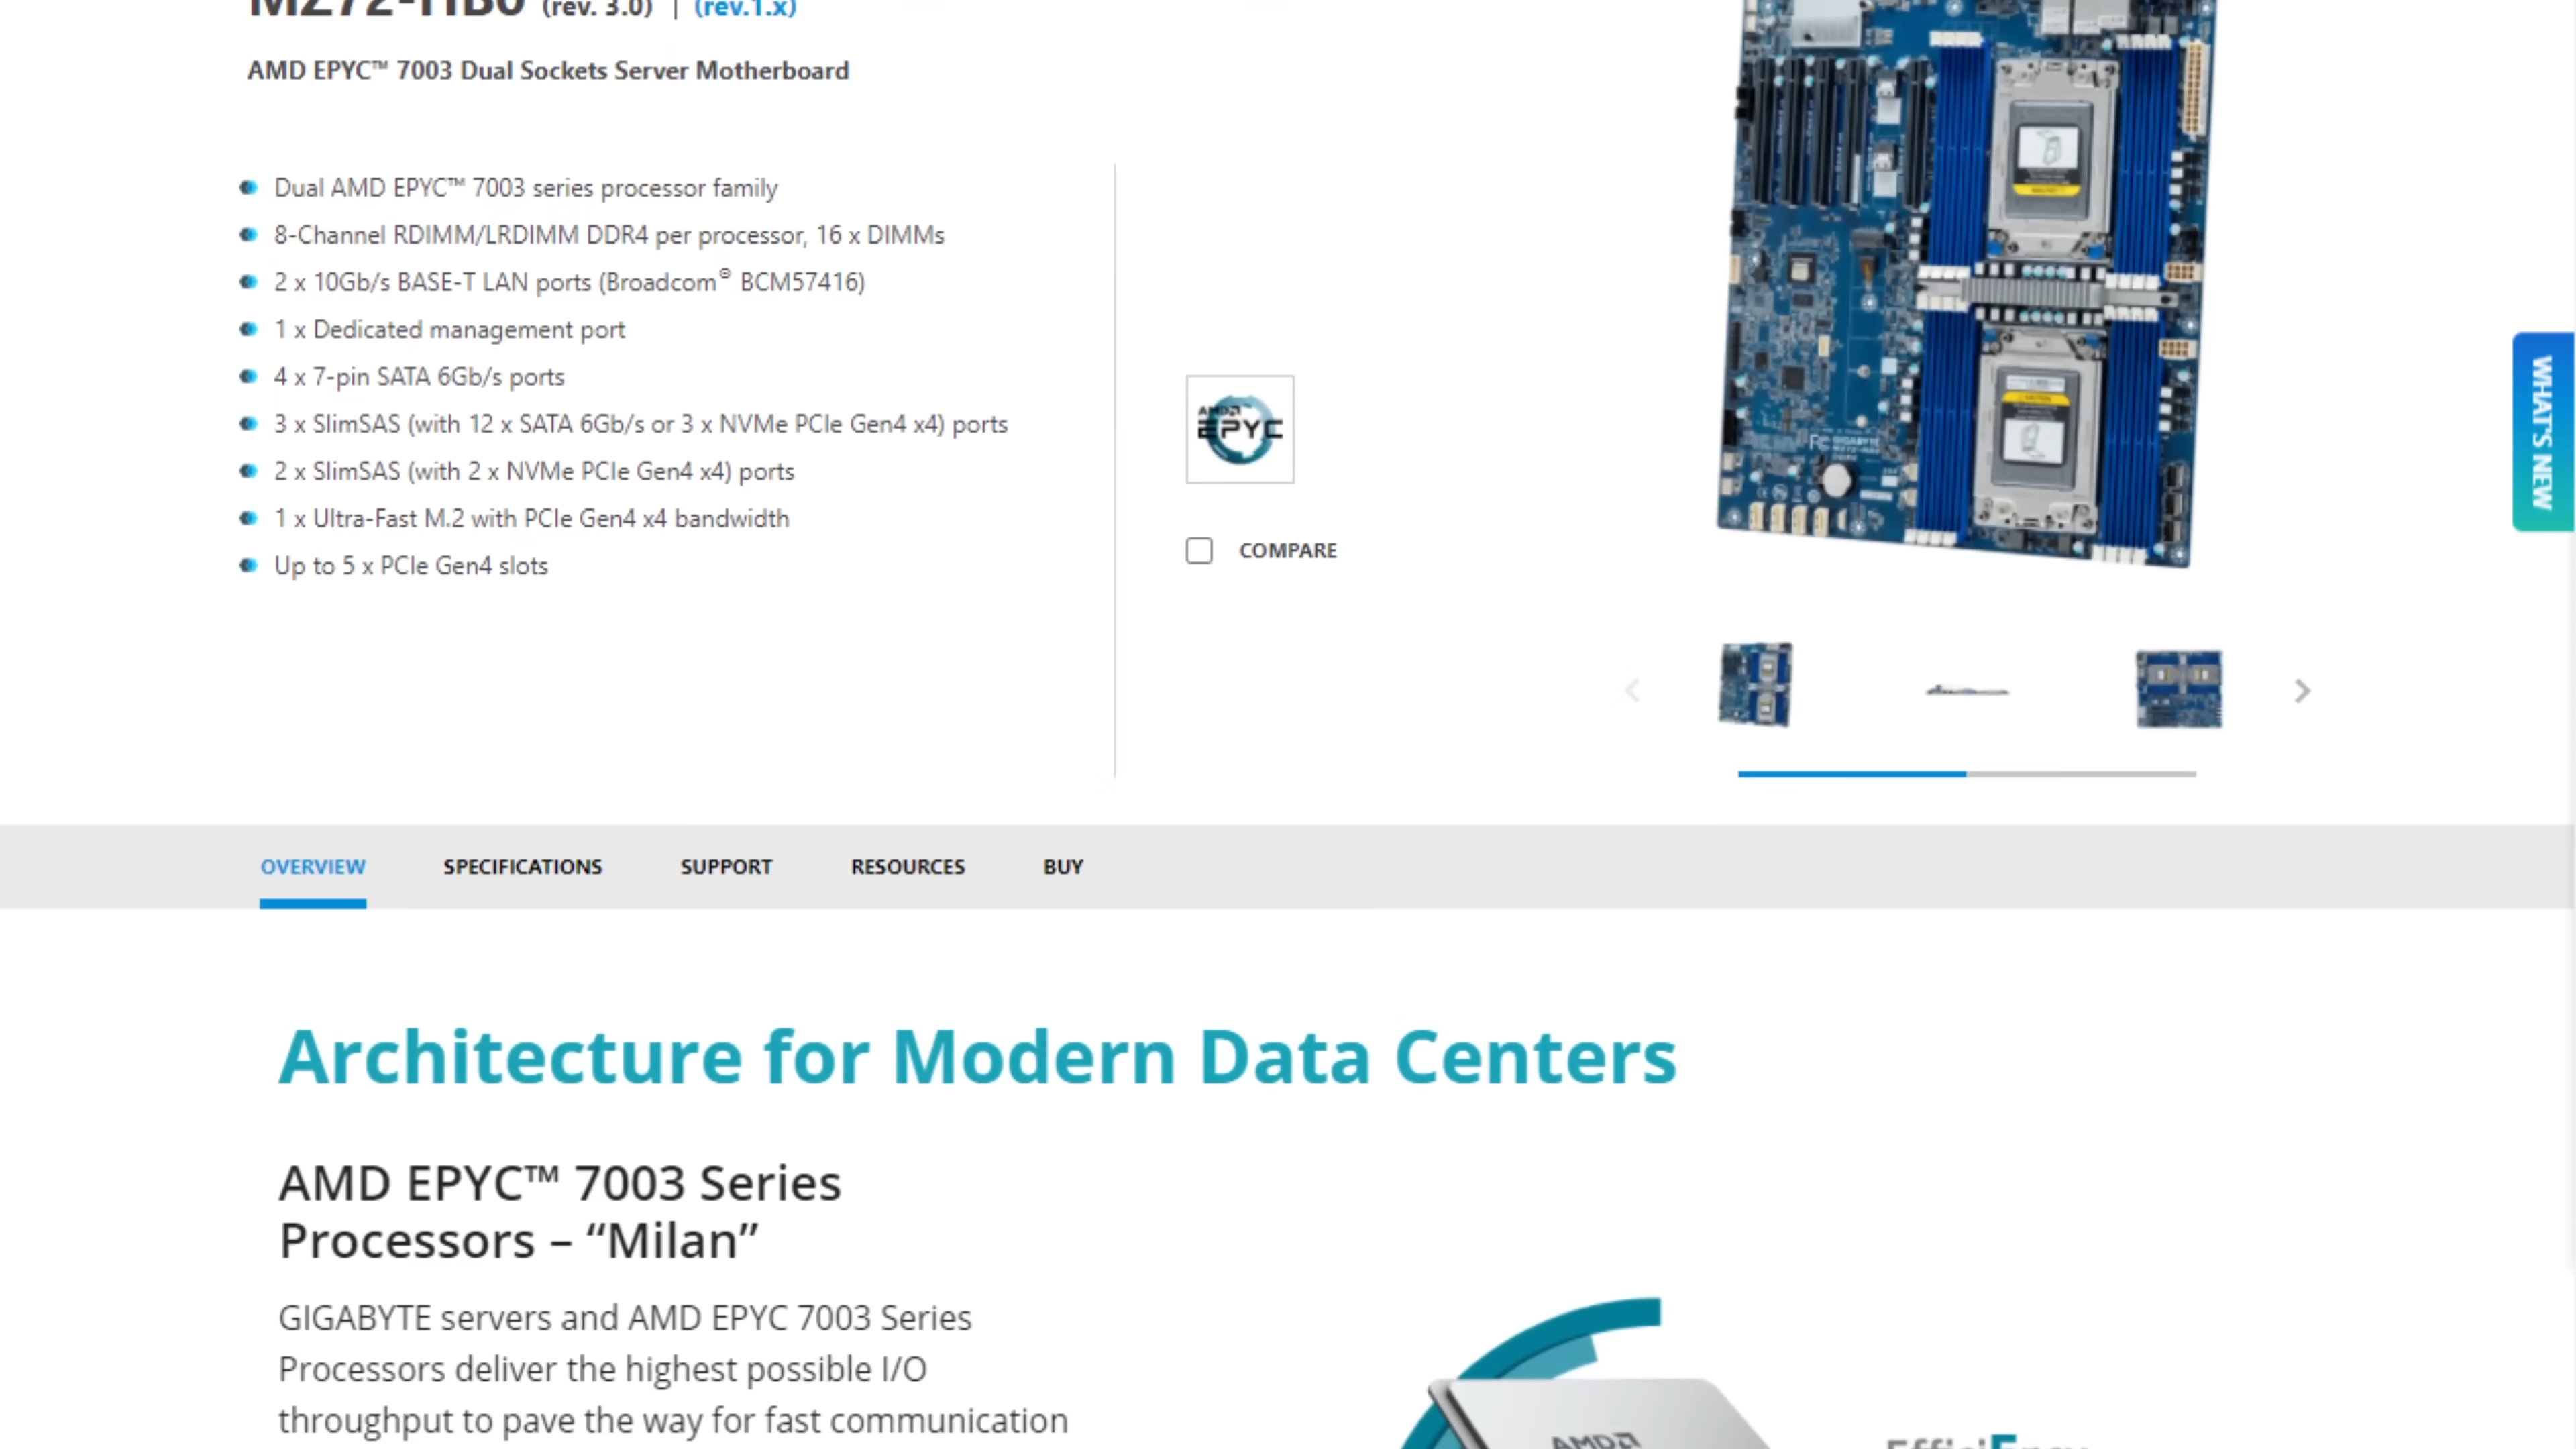 MZ72-HB0 (rev. 3.0) | (rev.1.x)
AMD EPYC™ 7003 Dual Sockets Server Motherboard
Dual AMD EPYC™ 7003 series processor family
8-Channel RDIMM/LRDIMM DDR4 per processor, 16 x DIMMs
2 x 10Gb/s BASE-T LAN ports (Broadcom® BCM57416)
1 x Dedicated management port
4 x 7-pin SATA 6Gb/s ports
3 x SlimSAS (with 12 x SATA 6Gb/s or 3 x NVMe PCIe Gen4 x4) ports
2 x SlimSAS (with 2 x NVMe PCIe Gen4 x4) ports
1 x Ultra-Fast M.2 with PCIe Gen4 x4 bandwidth
Up to 5 x PCIe Gen4 slots
AMD
EPYC
COMPARE
WHAT'S NEW
OVERVIEW SPECIFICATIONS SUPPORT RESOURCES BUY
Architecture for Modern Data Centers
AMD EPYC™ 7003 Series
Processors – “Milan”
GIGABYTE servers and AMD EPYC 7003 Series
Processors deliver the highest possible I/O
throughput to pave the way for fast communication
AMD